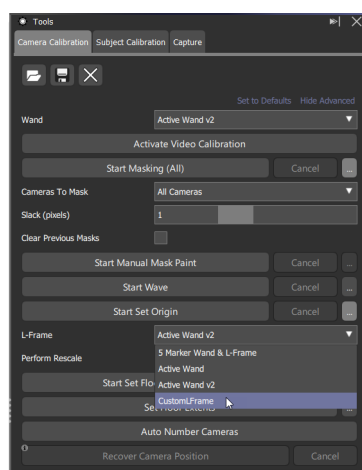 Tools
Camera Calibration Subject Calibration Capture
Set to Defaults Hide Advanced
Wand Active Wand v2
Activate Video Calibration
Start Masking (All) Cancel ...
Cameras To Mask All Cameras
Slack (pixels) 1
Clear Previous Masks
Start Manual Mask Paint Cancel ...
Start Wave Cancel ...
Start Set Origin Cancel ...
L-Frame Active Wand v2
5 Marker Wand & L-Frame
Perform Rescale Active Wand
Start Set Flo Active Wand v2
CustomLFrame
Set Floor Extents ...
Auto Number Cameras
Recover Camera Position Cancel